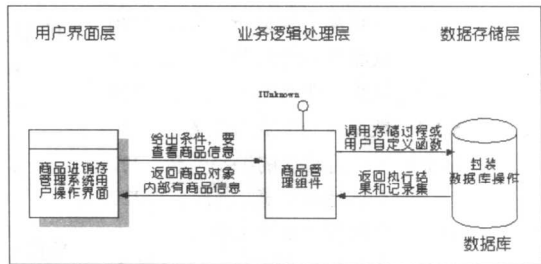 用户界面层
业务逻辑处理层
数据存储层
IUnknown
给出条件，要
查看商品信息
调用存储过程或
用户自定义函数
商品进销存
管理系统用
户操作界面
商品管
理组件
封装
数据库操作
返回商品对象
内部有商品信息
返回执行结
果和记录集
数据库